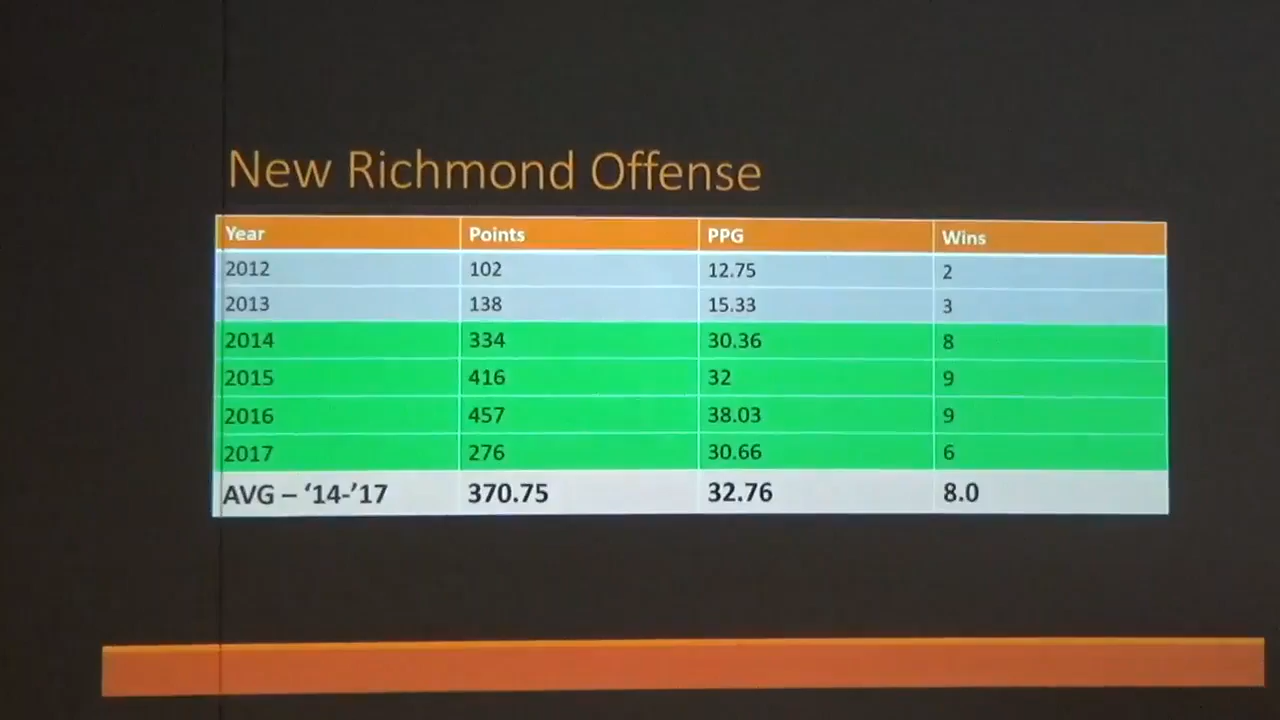 New Richmond Offense
Year Points PPG Wins
2012 102 12.75 2
2013 138 15.33 3
2014 334 30.36 8
2015 416 32 9
2016 457 38.03 9
2017 276 30.66 6
AVG – ‘14-’17 370.75 32.76 8.0